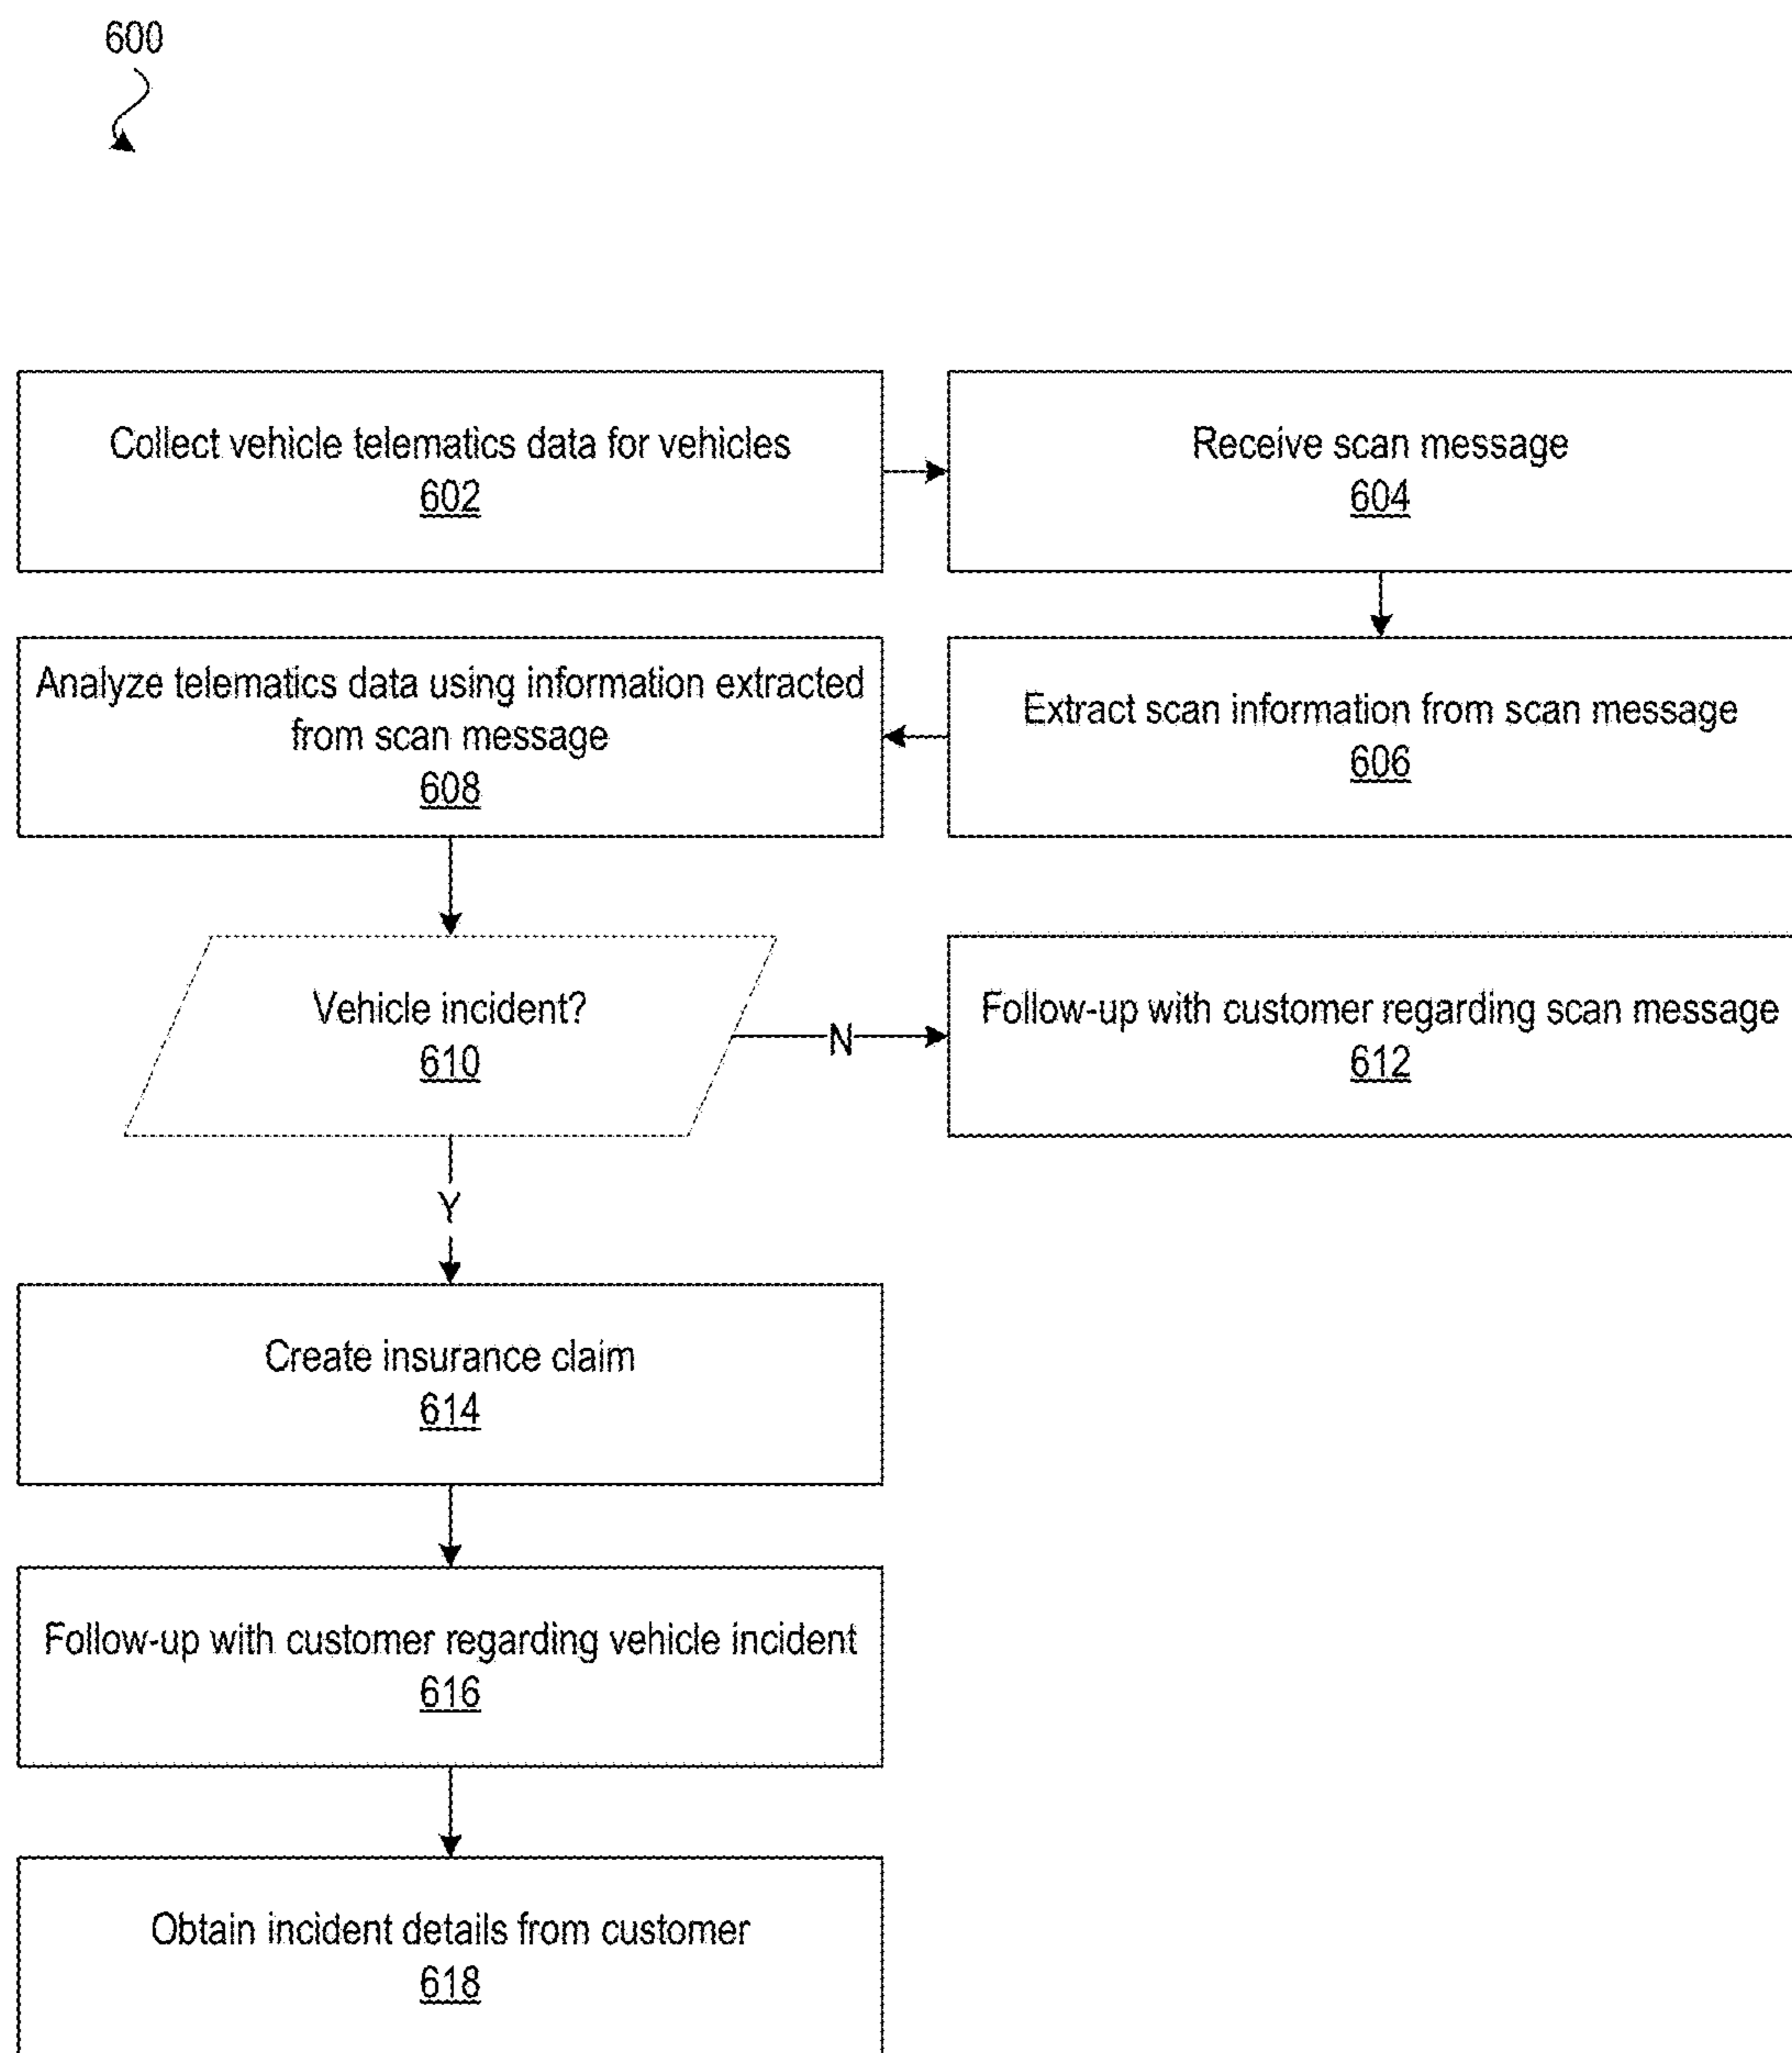 600
Collect vehicle telematics data for vehicles
602
Receive scan message
604
Analyze telematics data using information extracted
from scan message
608
Extract scan information from scan message
606
Vehicle incident?
610
N
Follow-up with customer regarding scan message
612
Y
Create insurance claim
614
Follow-up with customer regarding vehicle incident
616
Obtain incident details from customer
618